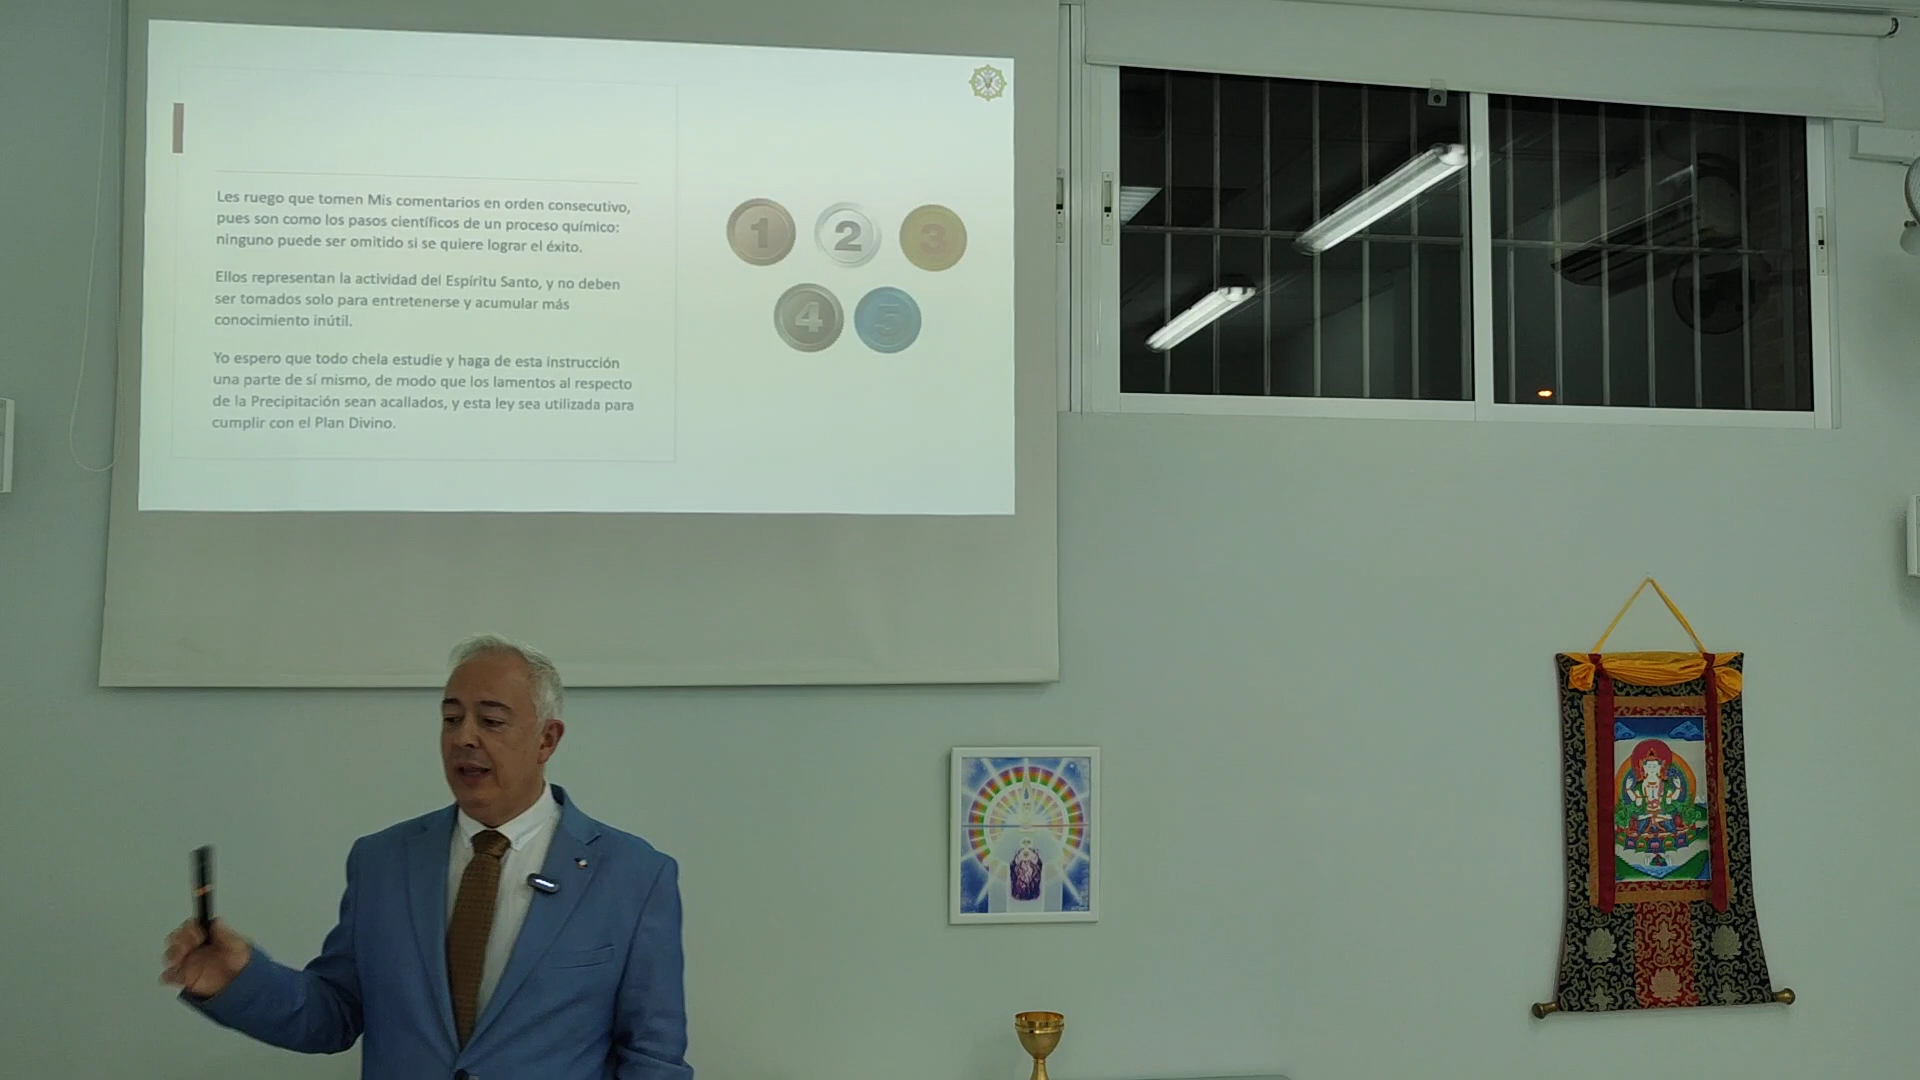 Les ruego que tomen Mis comentarios en orden consecutivo,
pues son como los pasos científicos de un proceso químico:
ninguno puede ser omitido si se quiere lograr el éxito.
Ellos representan la actividad del Espíritu Santo, y no deben
ser tomados solo para entretenerse y acumular más
conocimiento inútil.
Yo espero que todo chela estudie y haga de esta instrucción
una parte de sí mismo, de modo que los lamentos al respecto
de la Precipitación sean acallados, y esta ley sea utilizada para
cumplir con el Plan Divino.
1 2 3
4 5